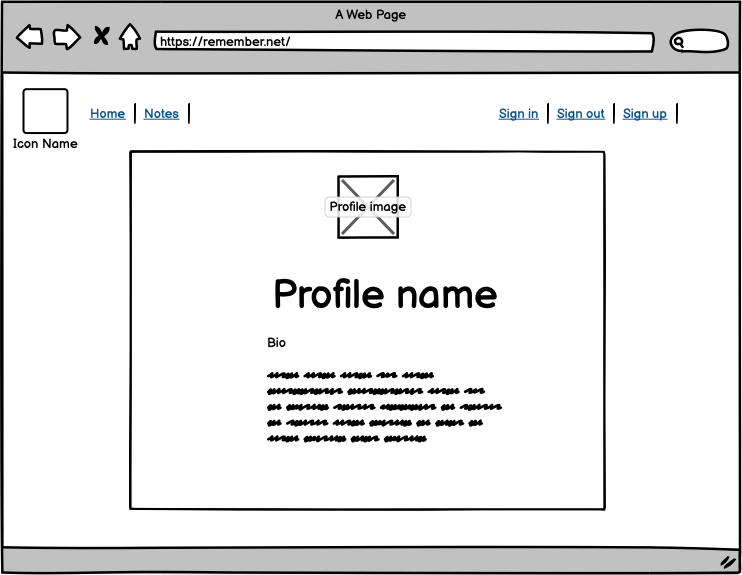 A Web Page
https://remember.net/
Home Notes Sign in Sign out Sign up
Icon Name
Profile image
Profile name
Bio